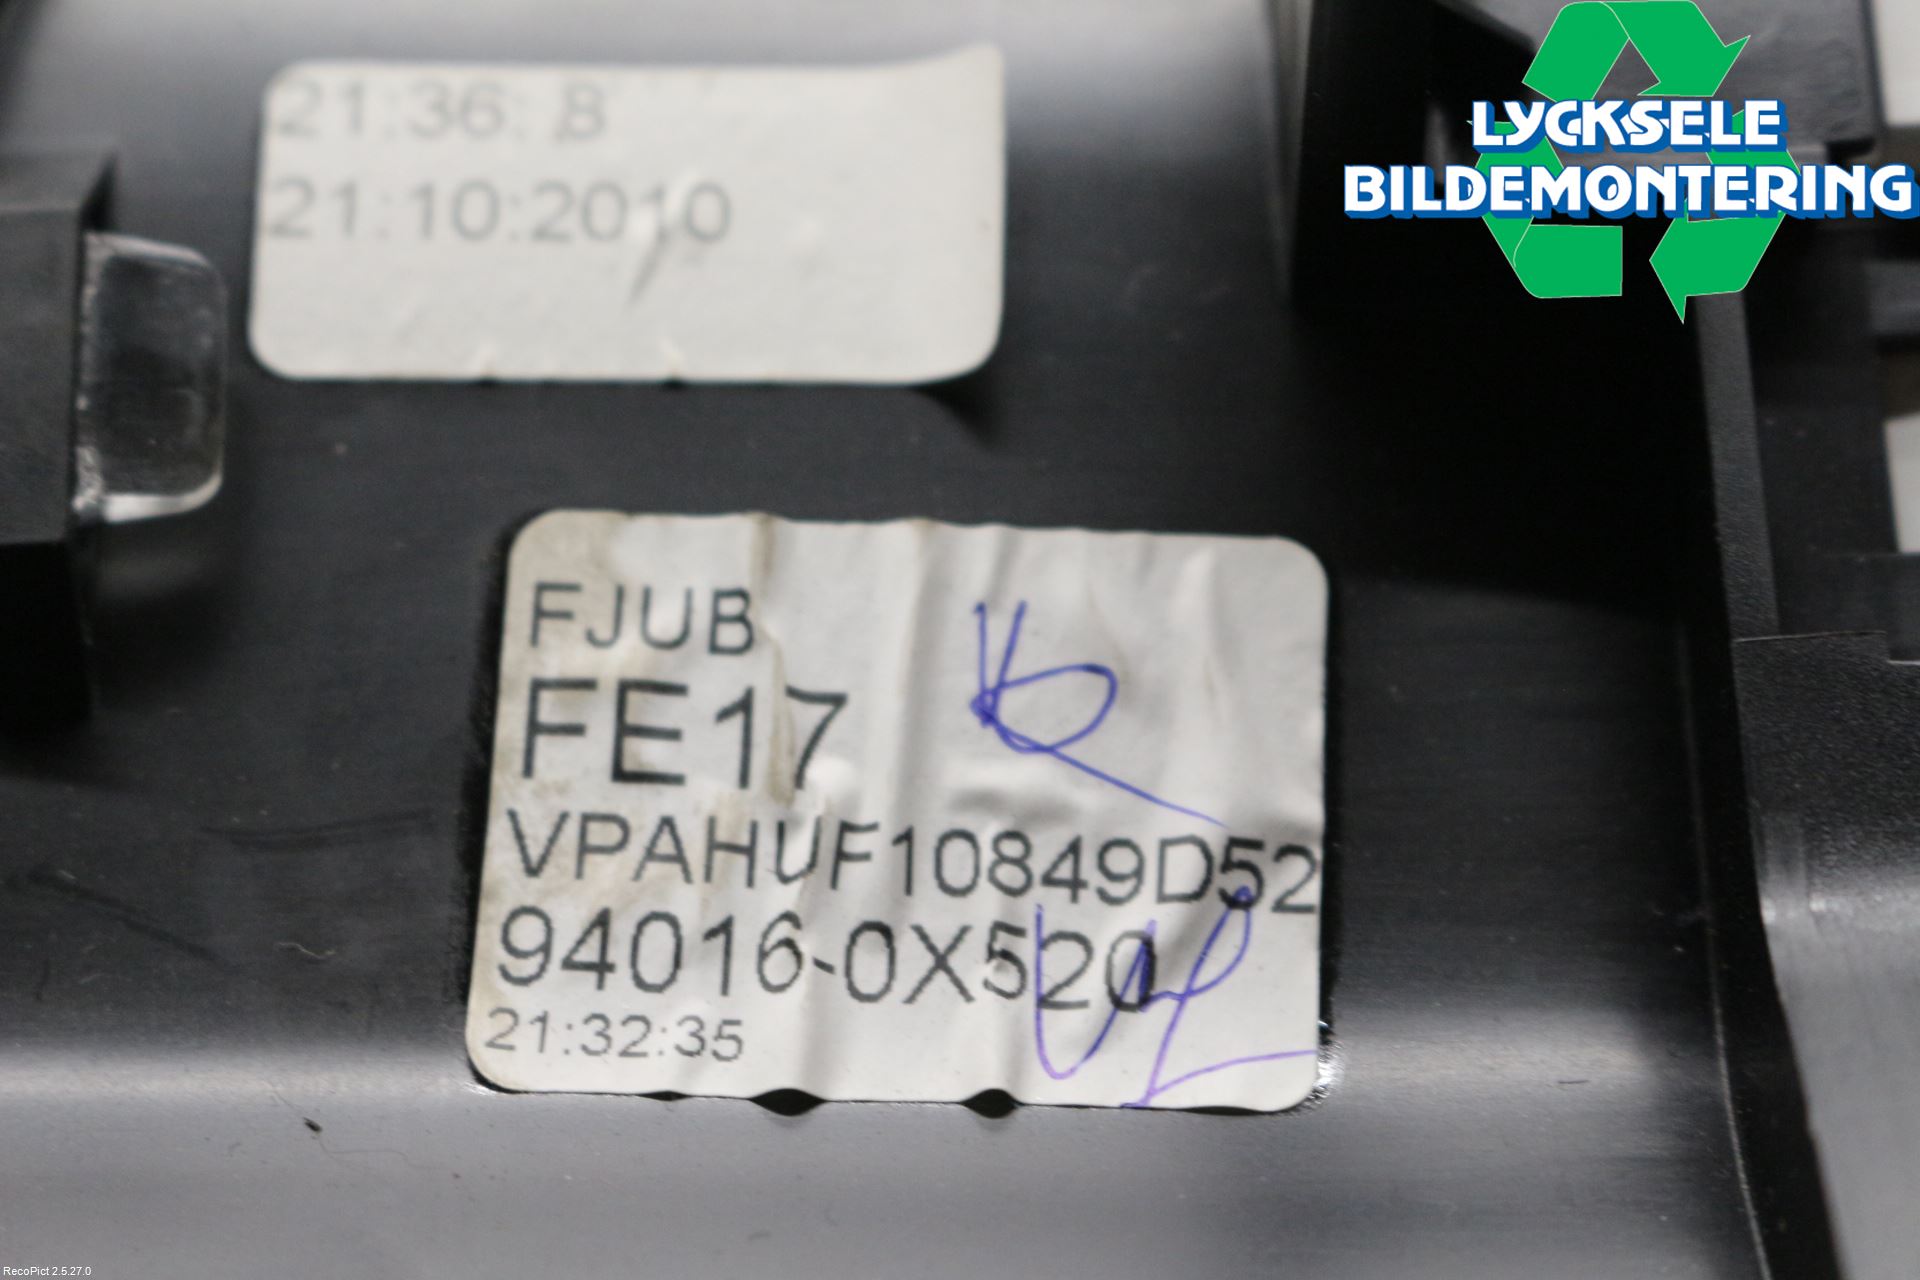 21:36: B
21:10:2010
LYCKSELE
BILDEMONTERING
FJUB
FE17
VPAHUF10849D52
94016-0X520
21:32:35
RecoPict 2.5.27.0